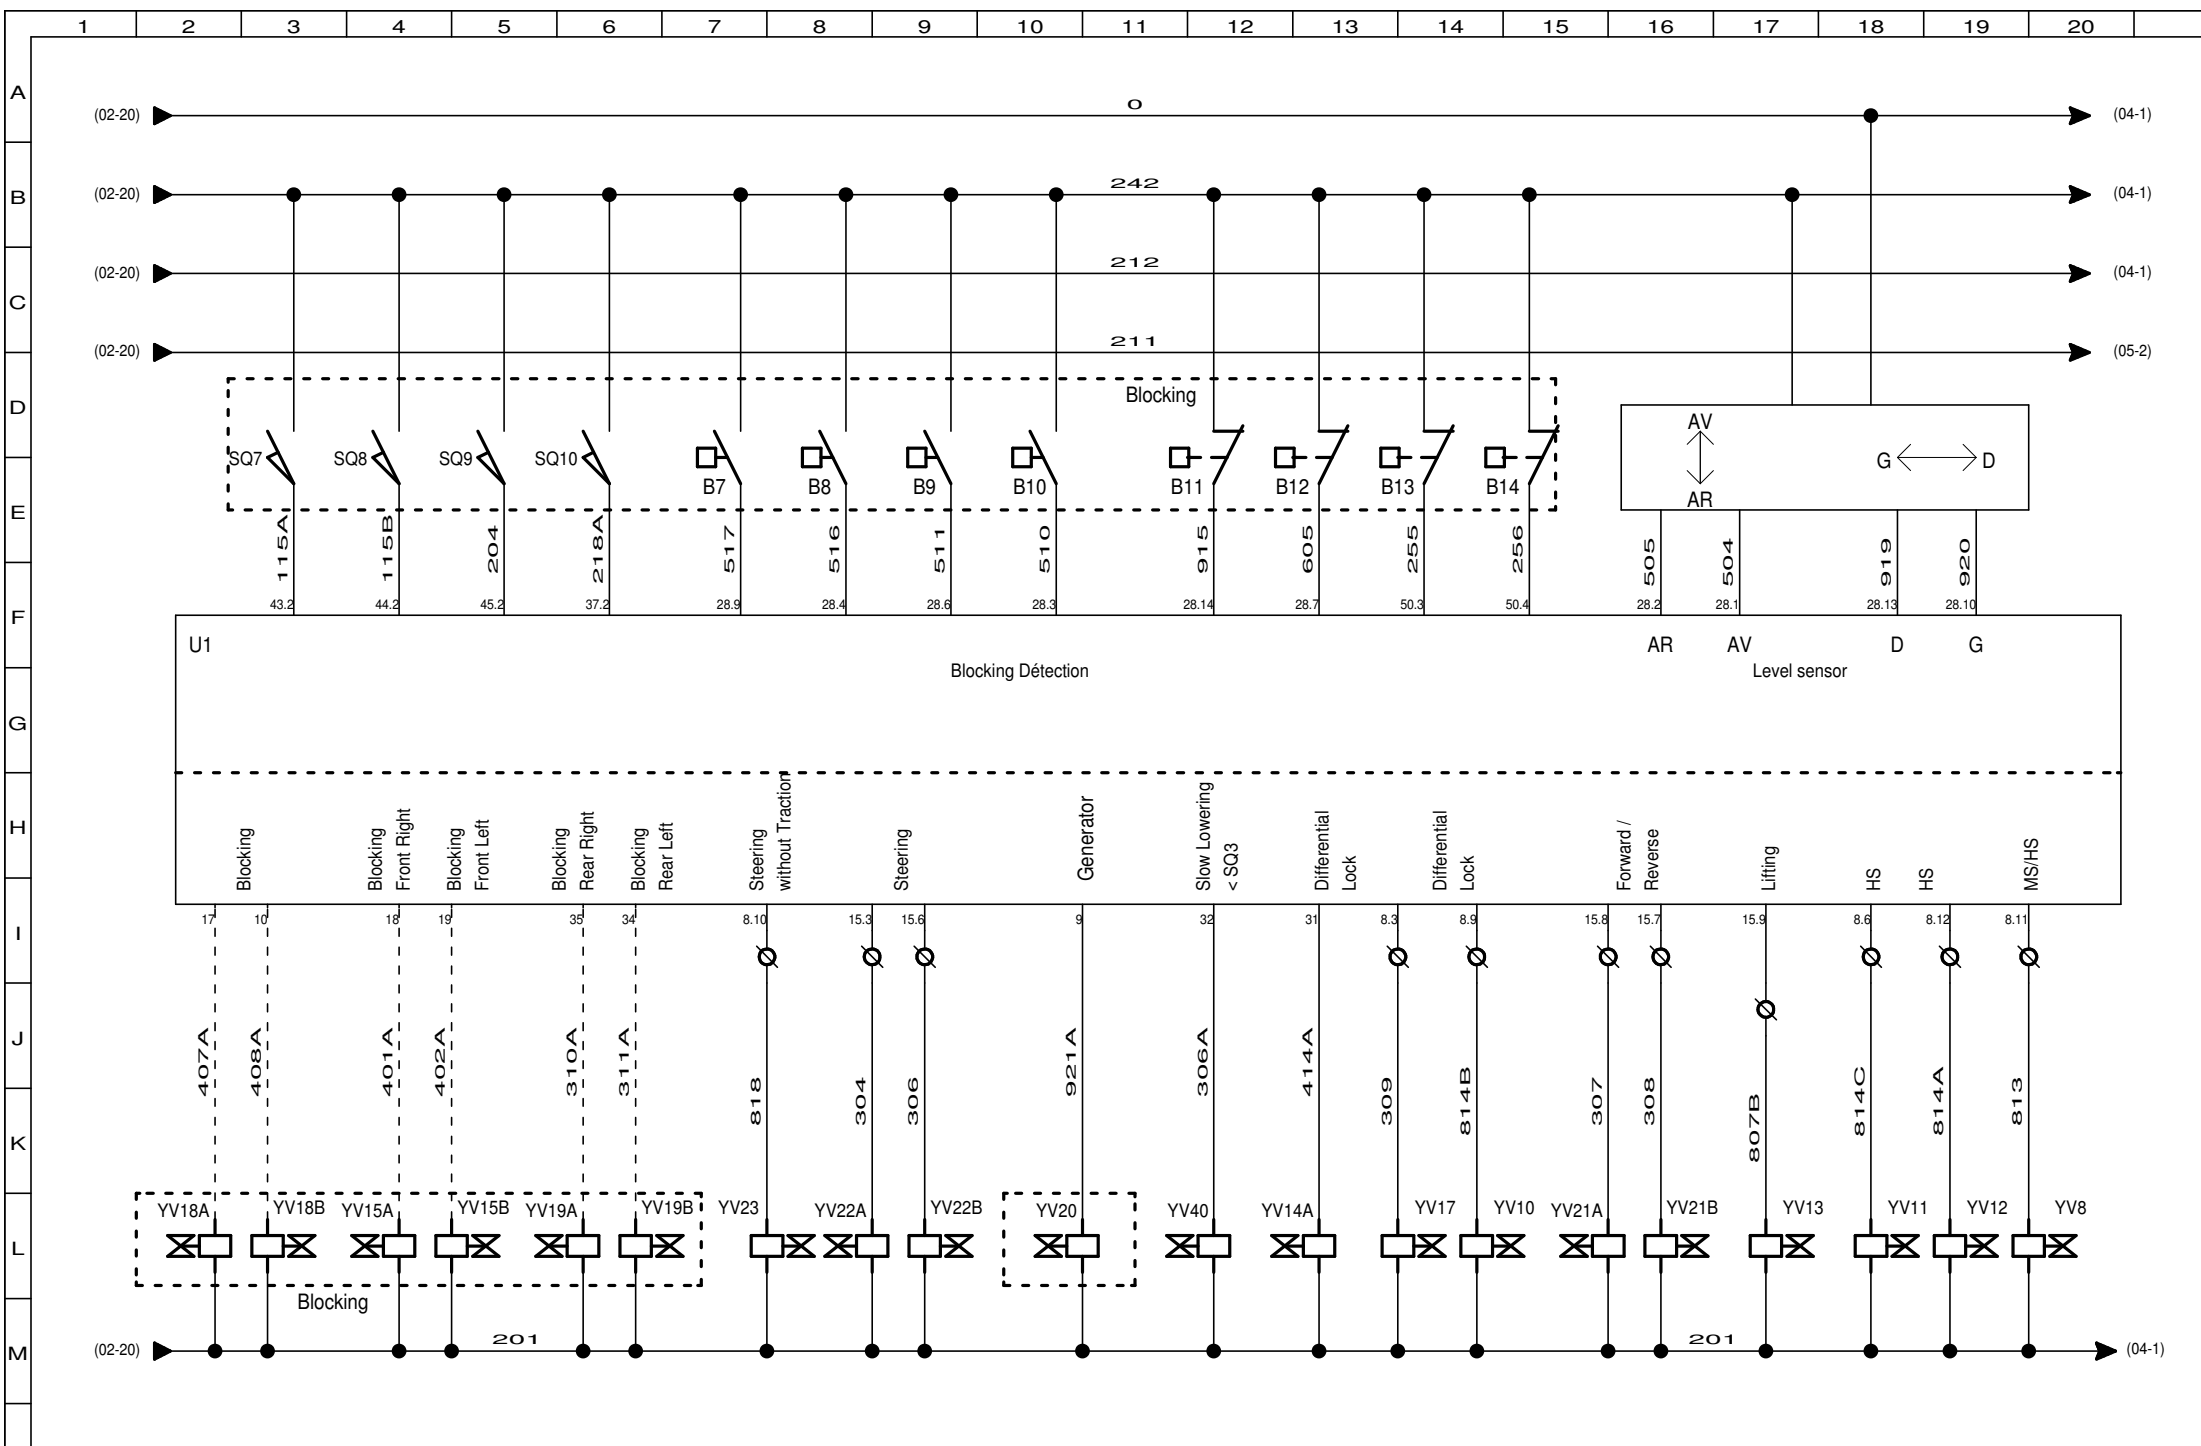 1 2 3 4 5 6 7 8 9 10 11 12 13 14 15 16 17 18 19 20
A
(02-20) 0 (04-1)
B
(02-20) 242 (04-1)
C
(02-20) 212 (04-1)
(02-20) 211 (05-2)
D
Blocking
AV
G D
AR
SQ7 SQ8 SQ9 SQ10 B7 B8 B9 B10 B11 B12 B13 B14
E
115A 115B 204 218A 517 516 511 510 915 605 255 256 505 504 919 920
F
43.2 44.2 45.2 37.2 28.9 28.4 28.6 28.3 28.14 28.7 50.3 50.4 28.2 28.1 28.13 28.10
U1 AR AV D G
Blocking Détection Level sensor
G
H
Blocking
Blocking
Front Right
Blocking
Front Left
Blocking
Rear Right
Blocking
Rear Left
Steering
without Traction
Steering
Generator
Slow Lowering
< SQ3
Differential
Lock
Differential
Lock
Forward /
Reverse
Lifting
HS
HS
MS/HS
I
17 10 18 19 35 34 8.10 15.3 15.6 9 32 31 8.3 8.9 15.8 15.7 15.9 8.6 8.12 8.11
J
407A 408A 401A 402A 310A 311A 818 304 306 921A 306A 414A 309 814B 307 308 807B 814C 814A 813
K
YV18A YV18B YV15A YV15B YV19A YV19B YV23 YV22A YV22B YV20 YV40 YV14A YV17 YV10 YV21A YV21B YV13 YV11 YV12 YV8
L
Blocking
M
(02-20) 201 201 (04-1)